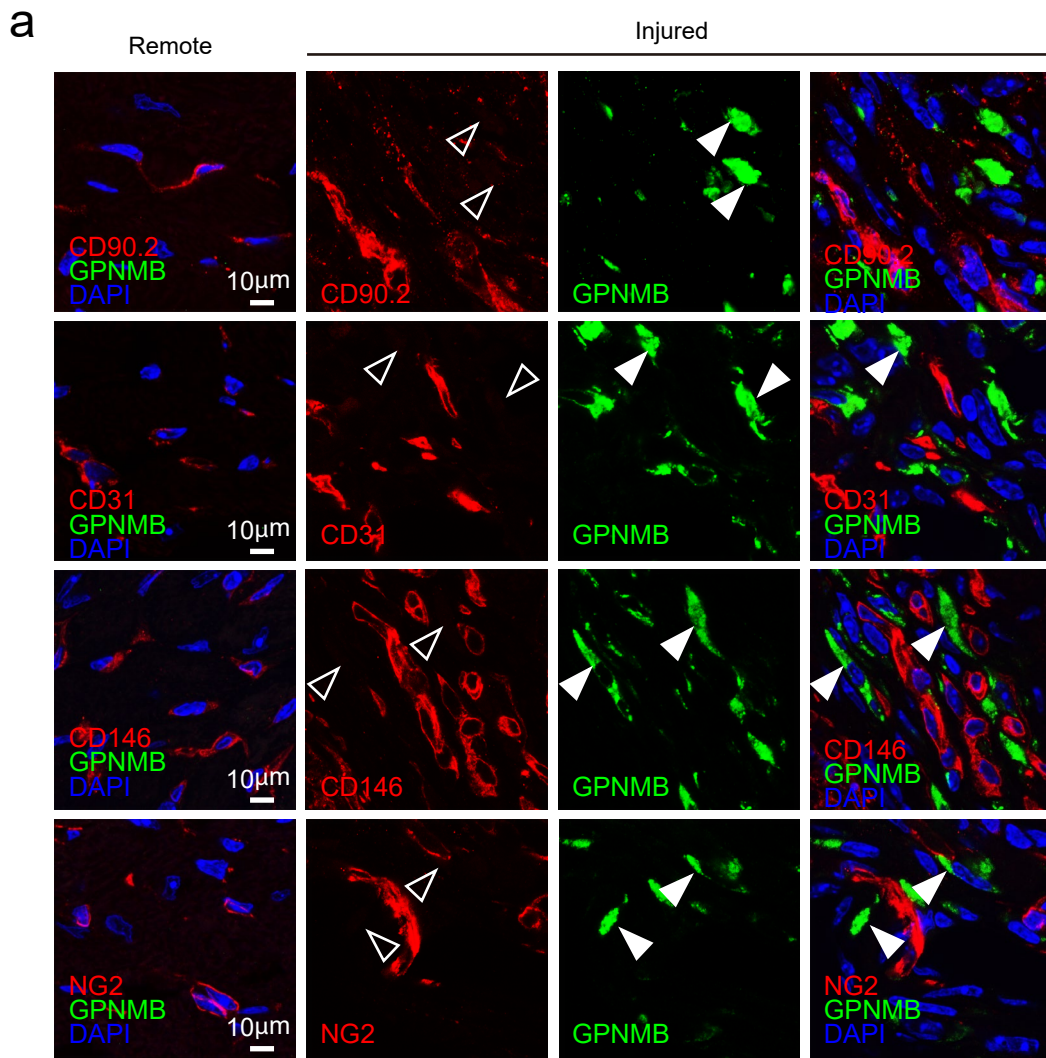 a
Remote
Injured
CD90.2
GPNMB
DAPI
10µm
CD90.2
GPNMB
CD90.2
GPNMB
DAPI
CD31
GPNMB
DAPI
10µm
CD31
GPNMB
CD31
GPNMB
DAPI
CD146
GPNMB
DAPI
10µm
CD146
GPNMB
CD146
GPNMB
DAPI
NG2
GPNMB
DAPI
10µm
NG2
GPNMB
NG2
GPNMB
DAPI